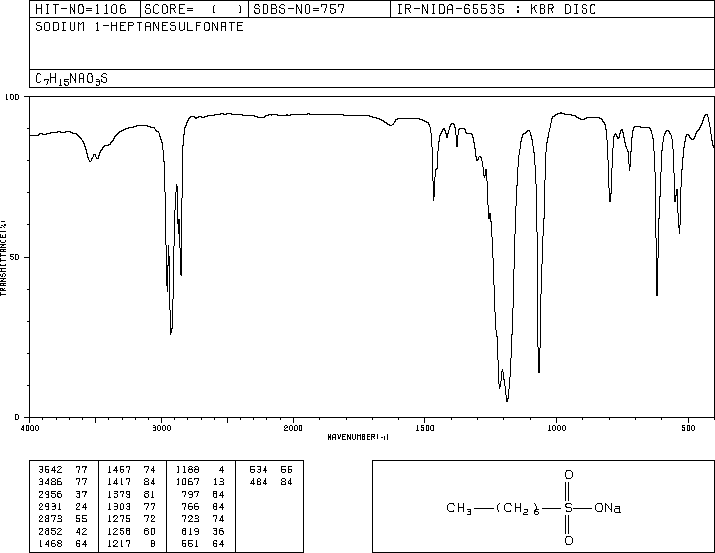 HIT-NO=1106 SCORE= ( ) SDBS-NO=757 IR-NIDA-65535 : KBR DISC
SODIUM 1-HEPTANESULFONATE
C7H15NAO3S
100
50
0
TRANSMITTANCE(%)
4000 3000 2000 1500 1000 500
WAVENUMBER(-1)
3542 77 1467 74 1188 4 534 55
3486 77 1417 84 1067 13 484 84
2956 37 1379 81 797 64
2931 24 1303 77 766 84
2873 55 1275 72 723 74
2852 42 1258 60 619 36
1468 64 1217 8 551 64
O
CH3—(CH2)6—S—ONa
O